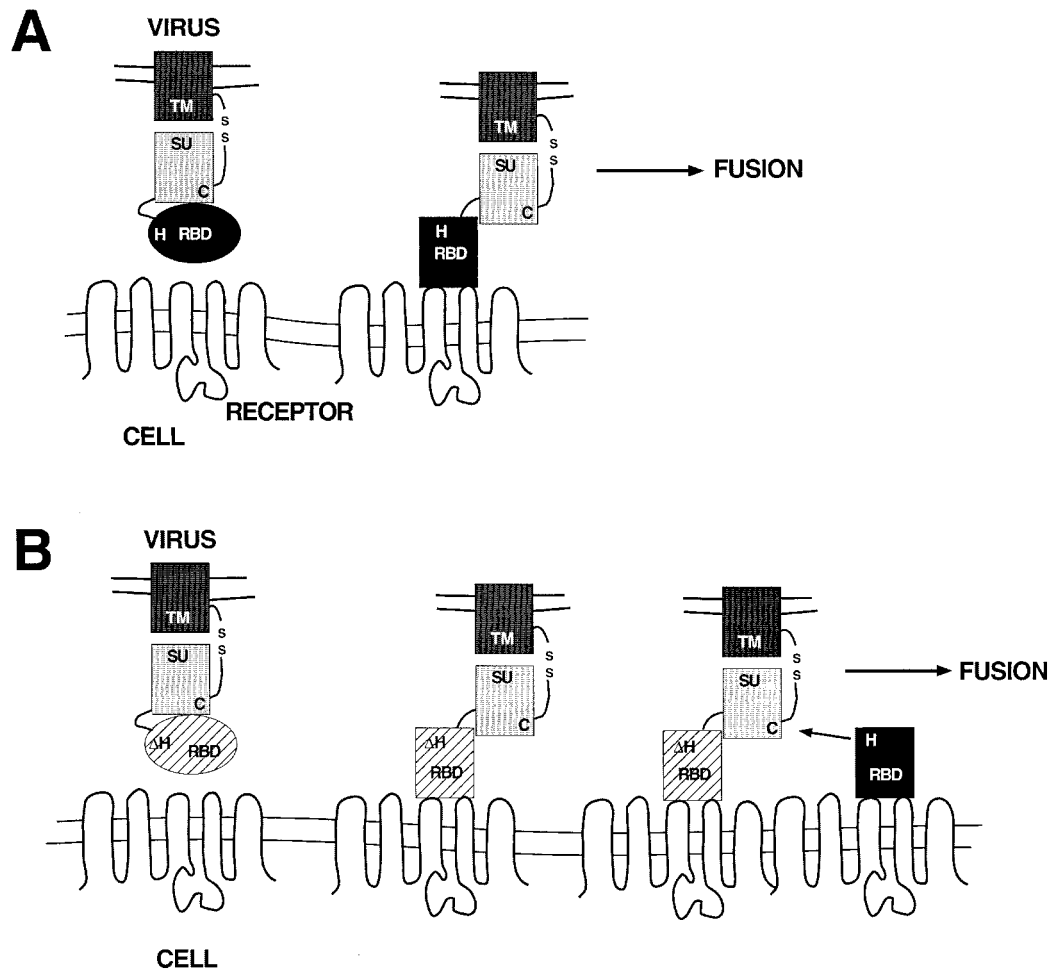 A
VIRUS
TM
S
S
SU
C
H RBD
TM
S
S
SU
C
H
RBD
FUSION
RECEPTOR
CELL
B
VIRUS
TM
S
S
SU
C
ΔH
RBD
TM
S
S
SU
C
ΔH
RBD
TM
S
S
SU
C
ΔH
RBD
H
RBD
FUSION
CELL